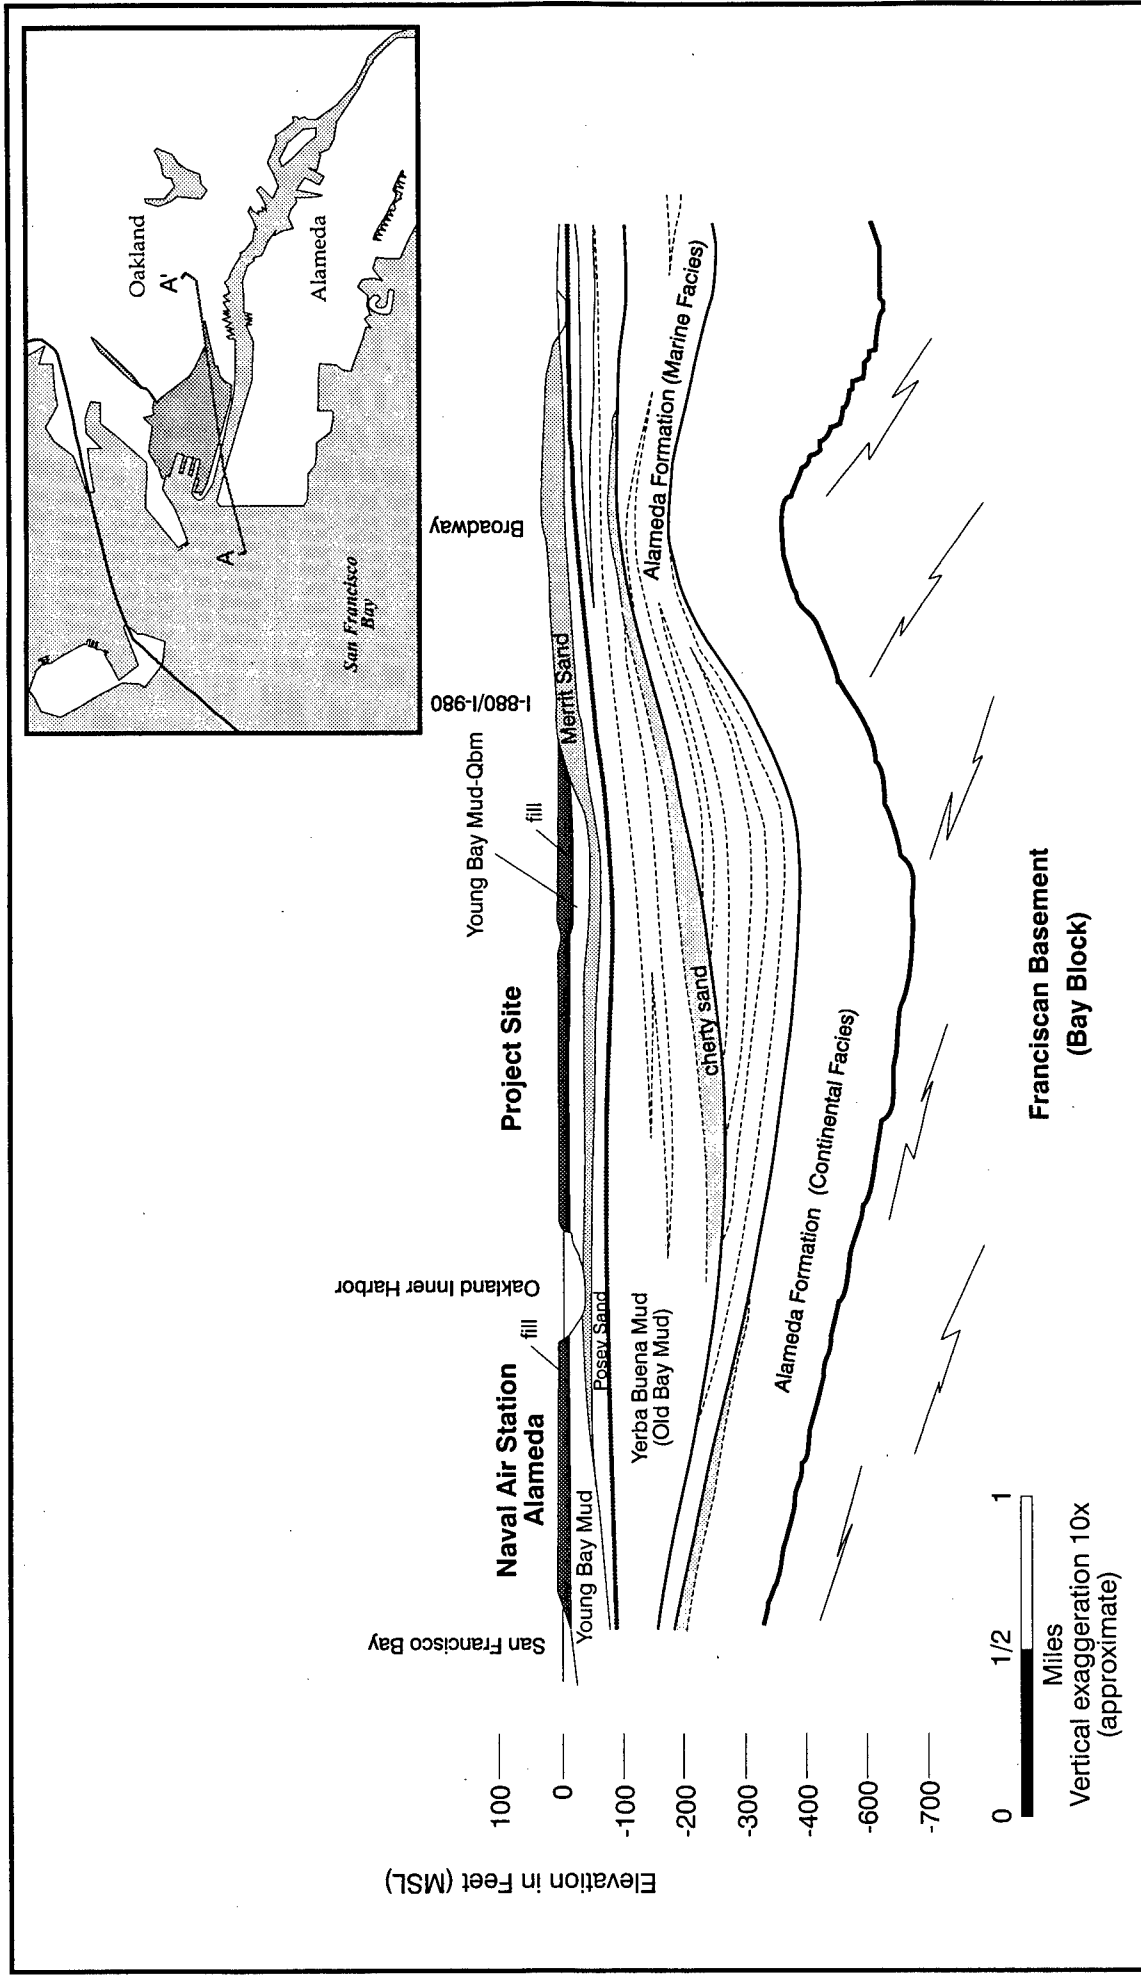 Oakland
A'
Alameda
A
San Francisco
Bay
San Francisco Bay
Naval Air Station
Alameda
fill
Oakland Inner Harbor
Project Site
Young Bay Mud-Qbm
fill
I-880/I-980
Broadway
Young Bay Mud
Posey Sand
Merrit Sand
Yerba Buena Mud
(Old Bay Mud)
cherty sand
Alameda Formation (Marine Facies)
Alameda Formation (Continental Facies)
Franciscan Basement
(Bay Block)
Elevation in Feet (MSL)
100
0
-100
-200
-300
-400
-600
-700
0
1/2
1
Miles
Vertical exaggeration 10x
(approximate)